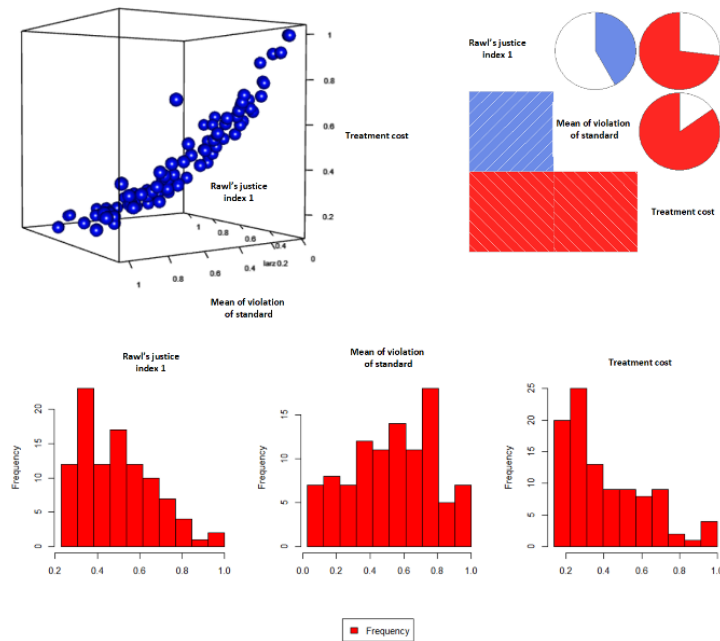 Treatment cost
Rawl's justice
index 1
Mean of violation
of standard
1
0.8
0.6
0.4
0.2
1
0.8
0.6
0.4
0.2
0
1
0.8
0.6
0.4
Rawl's justice
index 1
Mean of violation
of standard
Treatment cost
Rawl's justice
index 1
Frequency
0
5
10
15
20
0.2 0.4 0.6 0.8 1.0
Mean of violation
of standard
Frequency
0
5
10
15
0.0 0.2 0.4 0.6 0.8 1.0
Treatment cost
Frequency
0
5
10
15
20
25
0.2 0.4 0.6 0.8 1.0
Frequency